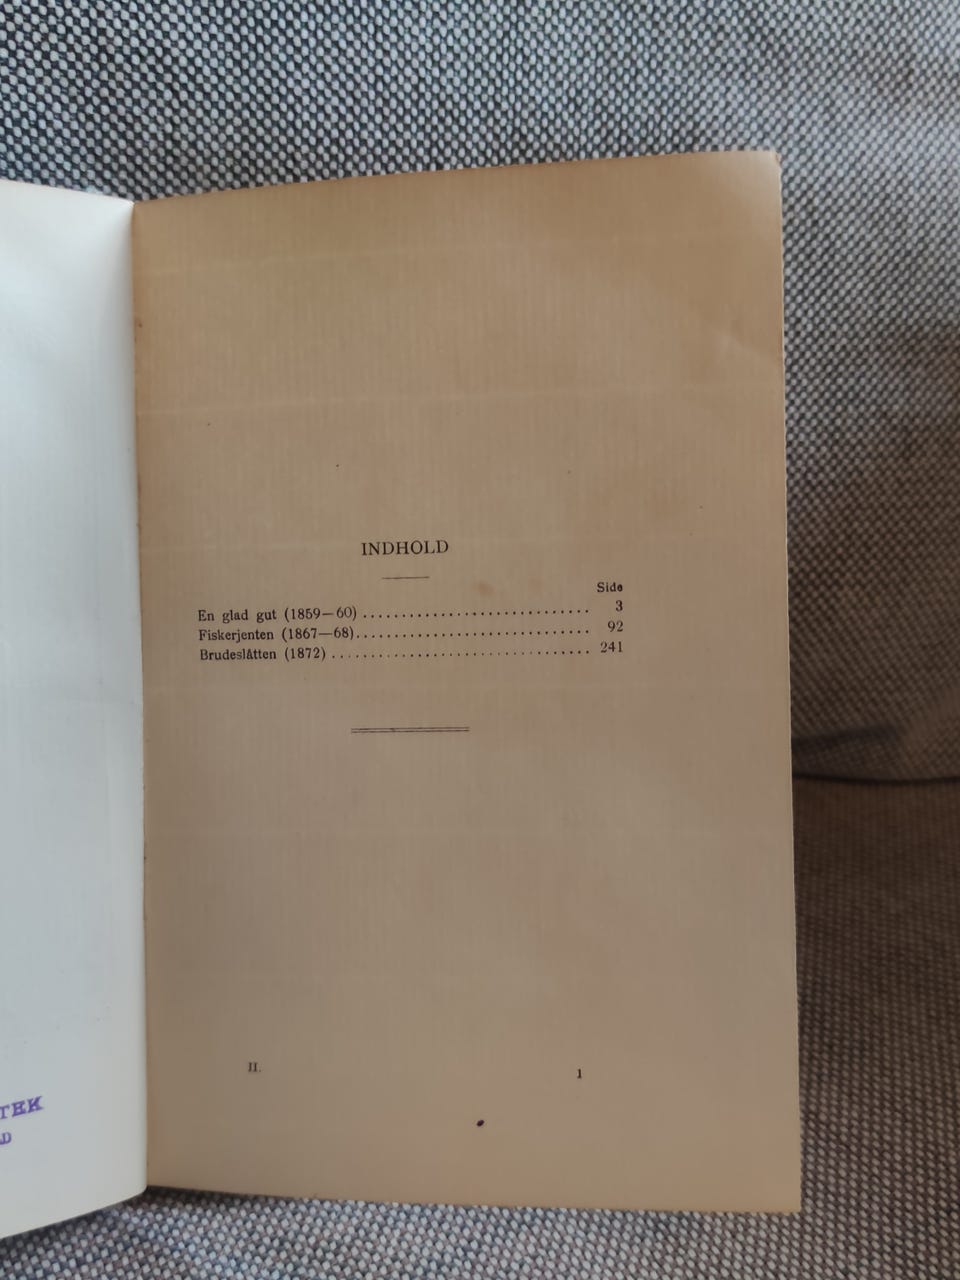 INDHOLD
Side
En glad gut (1859—60) ............................. 3
Fiskerjenten (1867—68).............................. 92
Brudeslåtten (1872) ................................ 241
II. 1
TEK